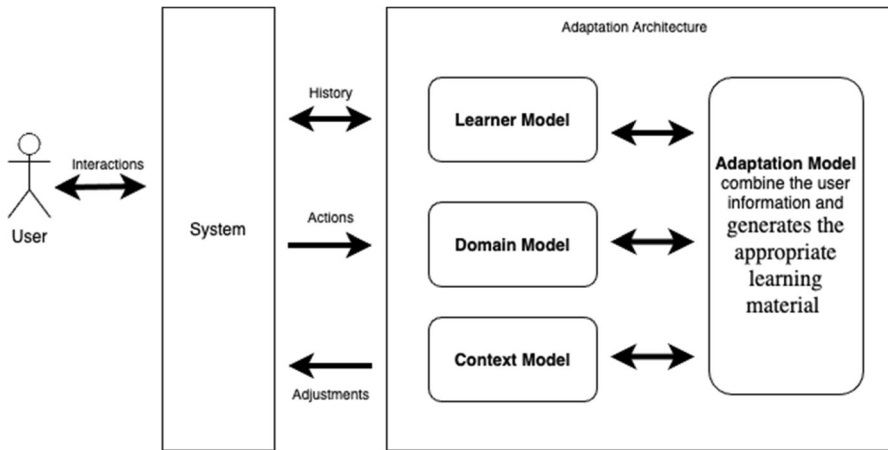 Adaptation Architecture
History
Learner Model
Interactions
User
System
Actions
Domain Model
Adjustments
Context Model
Adaptation Model
combine the user
information and
generates the
appropriate
learning
material